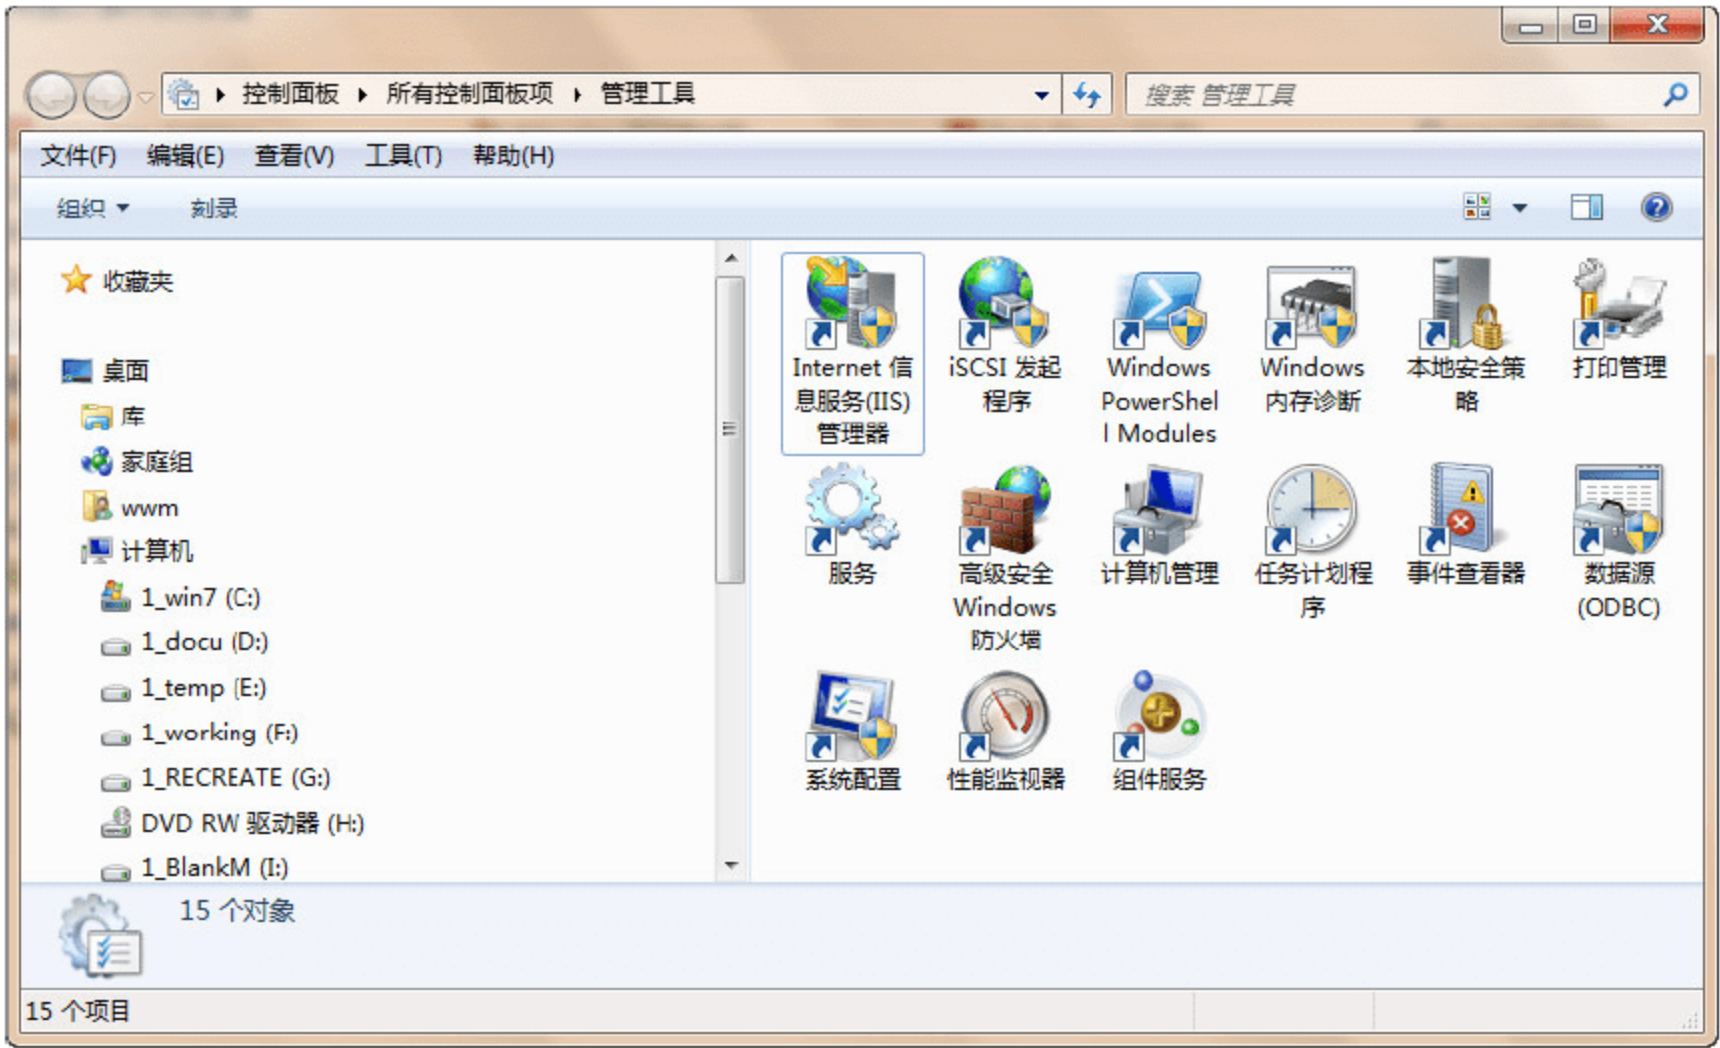 控制面板 所有控制面板项 管理工具
搜索 管理工具
文件(F) 编辑(E) 查看(V) 工具(T) 帮助(H)
组织 刻录
收藏夹
桌面
库
家庭组
wwm
计算机
1_win7 (C:)
1_docu (D:)
1_temp (E:)
1_working (F:)
1_RECREATE (G:)
DVD RW 驱动器 (H:)
1_BlankM (I:)
Internet 信
息服务(IIS)
管理器
iSCSI 发起
程序
Windows
PowerShel
l Modules
Windows
内存诊断
本地安全策
略
打印管理
服务
高级安全
Windows
防火墙
计算机管理
任务计划程
序
事件查看器
数据源
(ODBC)
系统配置
性能监视器
组件服务
15 个对象
15 个项目